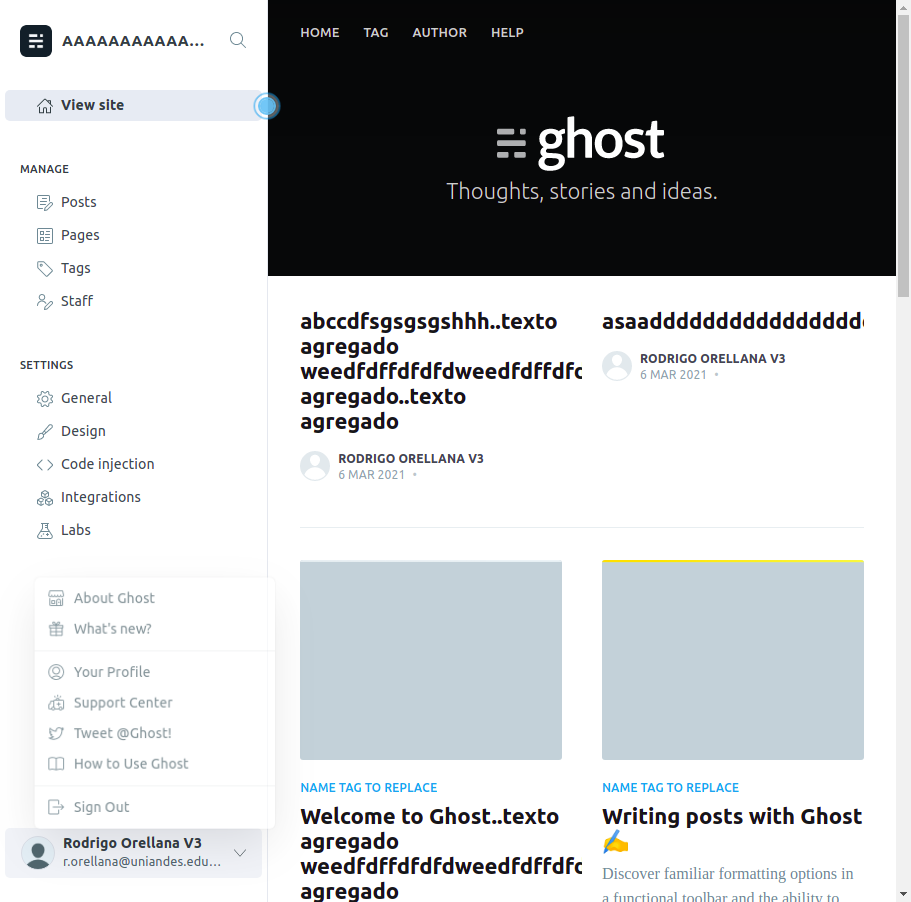 AAAAAAAAAAA...
View site
MANAGE
Posts
Pages
Tags
Staff
SETTINGS
General
Design
Code injection
Integrations
Labs
About Ghost
What's new?
Your Profile
Support Center
Tweet @Ghost!
How to Use Ghost
Sign Out
Rodrigo Orellana V3
r.orellana@uniandes.edu...
HOME TAG AUTHOR HELP
ghost
Thoughts, stories and ideas.
abccdfsgsgsgshhh..texto
agregado
weedfdffdfdfdweedfdffdfd
agregado..texto
agregado
RODRIGO ORELLANA V3
6 MAR 2021 •
asaadddddddddddddddd
RODRIGO ORELLANA V3
6 MAR 2021 •
NAME TAG TO REPLACE
Welcome to Ghost..texto
agregado
weedfdffdfdfdweedfdffdfd
agregado
NAME TAG TO REPLACE
Writing posts with Ghost
✍️
Discover familiar formatting options in
a functional toolbar and the ability to